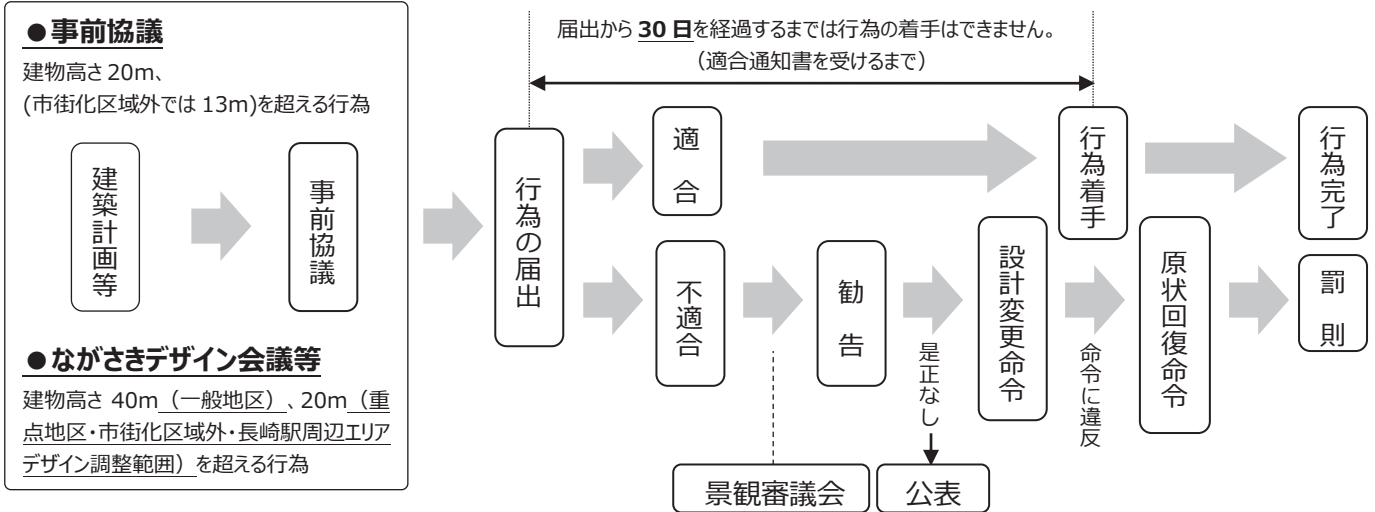 ●事前協議
建物高さ 20m、
(市街化区域外では 13m)を超える行為
建築計画等
事前協議
●ながさきデザイン会議等
建物高さ 40m（一般地区）、20m（重
点地区・市街化区域外・長崎駅周辺エリア
デザイン調整範囲）を超える行為
届出から 30 日を経過するまでは行為の着手はできません。
（適合通知書を受けるまで）
行為の届出
適合
行為着手
行為完了
不適合
勧告
是正なし
設計変更命令
命令に違反
原状回復命令
罰則
景観審議会
公表